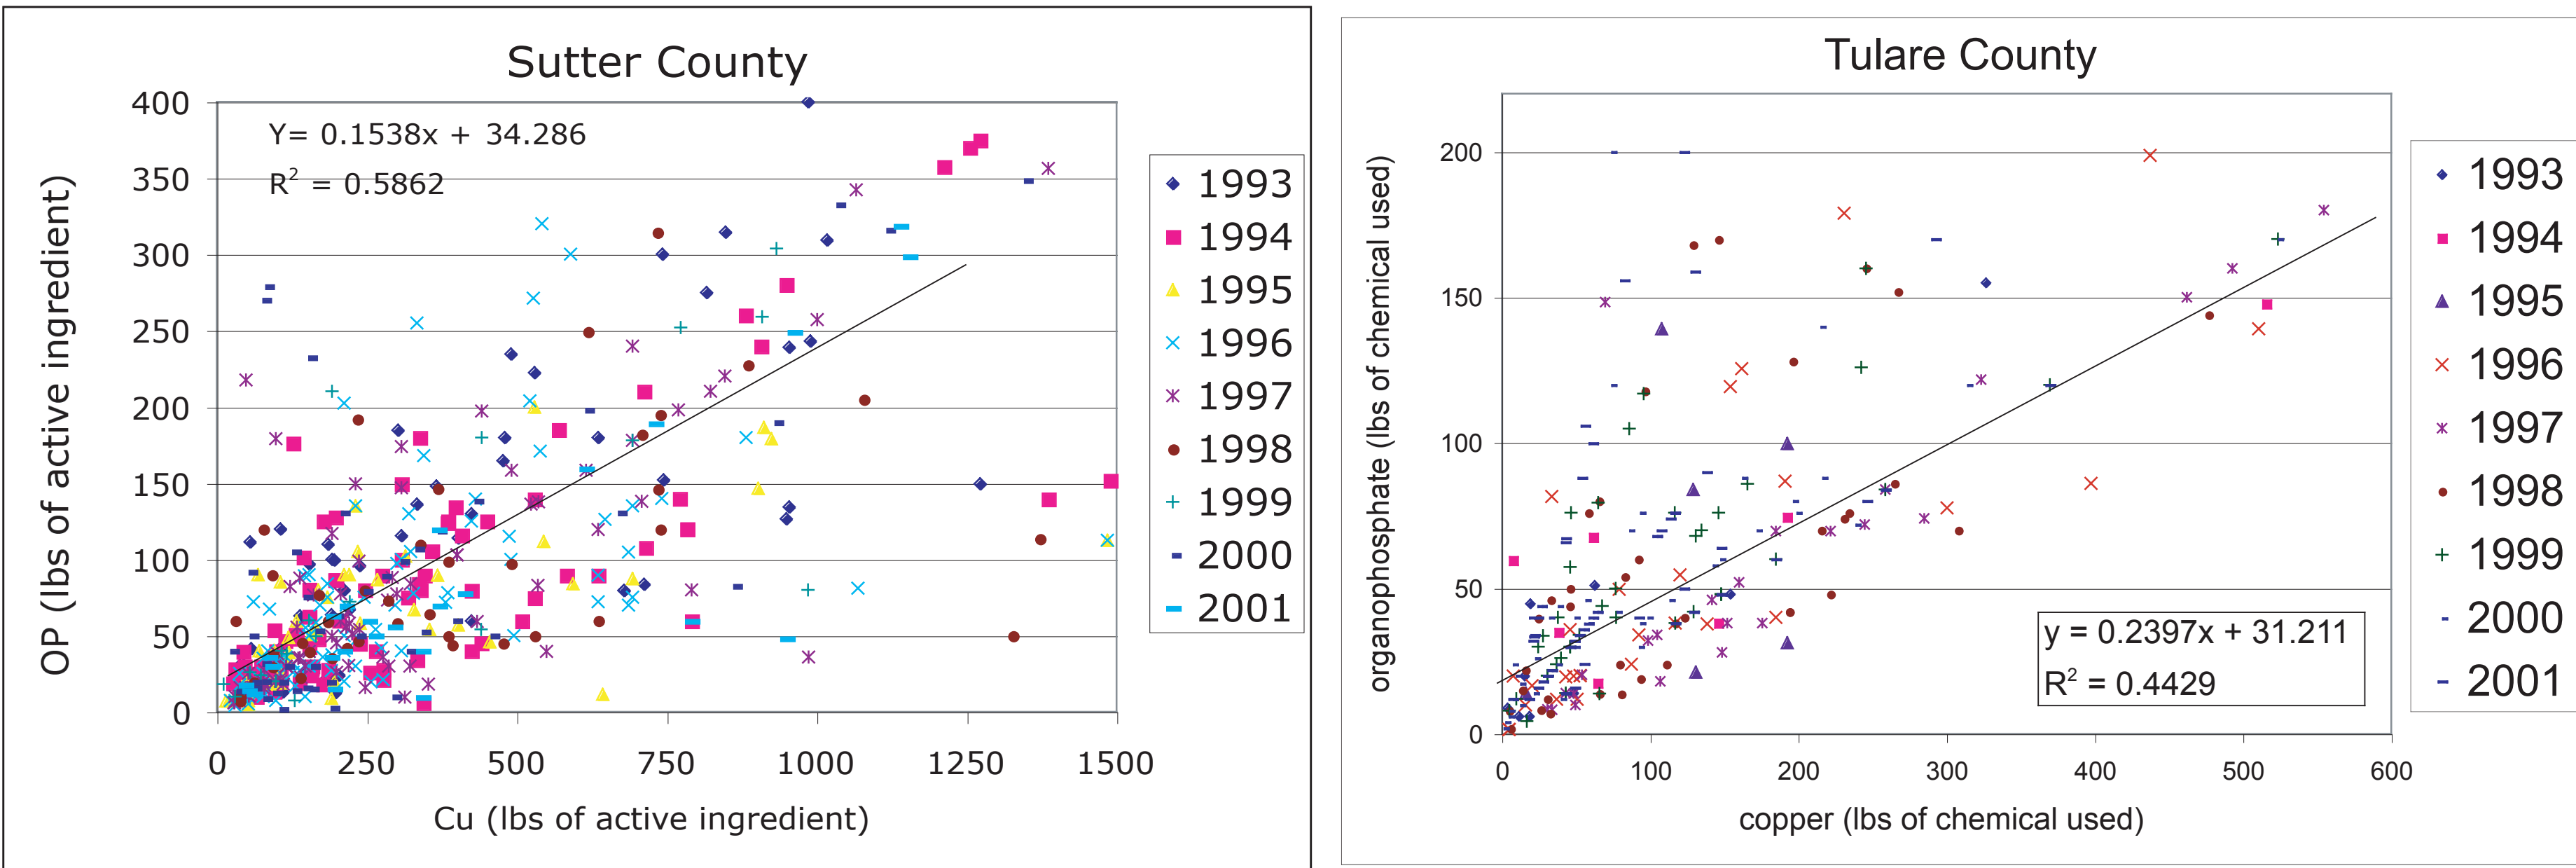 Sutter County
400
350
300
250
200
150
100
50
0
Y= 0.1538x + 34.286
R² = 0.5862
OP (lbs of active ingredient)
0 250 500 750 1000 1250 1500
Cu (lbs of active ingredient)
1993
1994
1995
1996
1997
1998
1999
2000
2001
Tulare County
200
150
100
50
0
organophosphate (lbs of chemical used)
y = 0.2397x + 31.211
R² = 0.4429
0 100 200 300 400 500 600
copper (lbs of chemical used)
1993
1994
1995
1996
1997
1998
1999
2000
2001